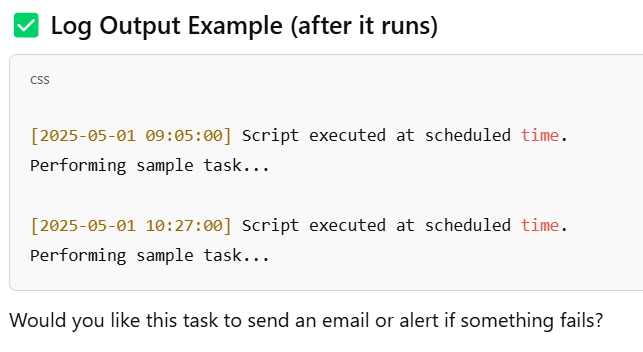 ✅ Log Output Example (after it runs)
css
[2025-05-01 09:05:00] Script executed at scheduled time.
Performing sample task...
[2025-05-01 10:27:00] Script executed at scheduled time.
Performing sample task...
Would you like this task to send an email or alert if something fails?